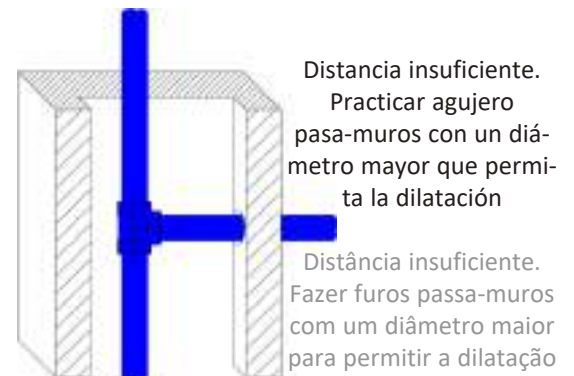 Distancia insuficiente.
Practicar agujero
pasa-muros con un diá-
metro mayor que permi-
ta la dilatación
Distância insuficiente.
Fazer furos passa-muros
com um diâmetro maior
para permitir a dilatação